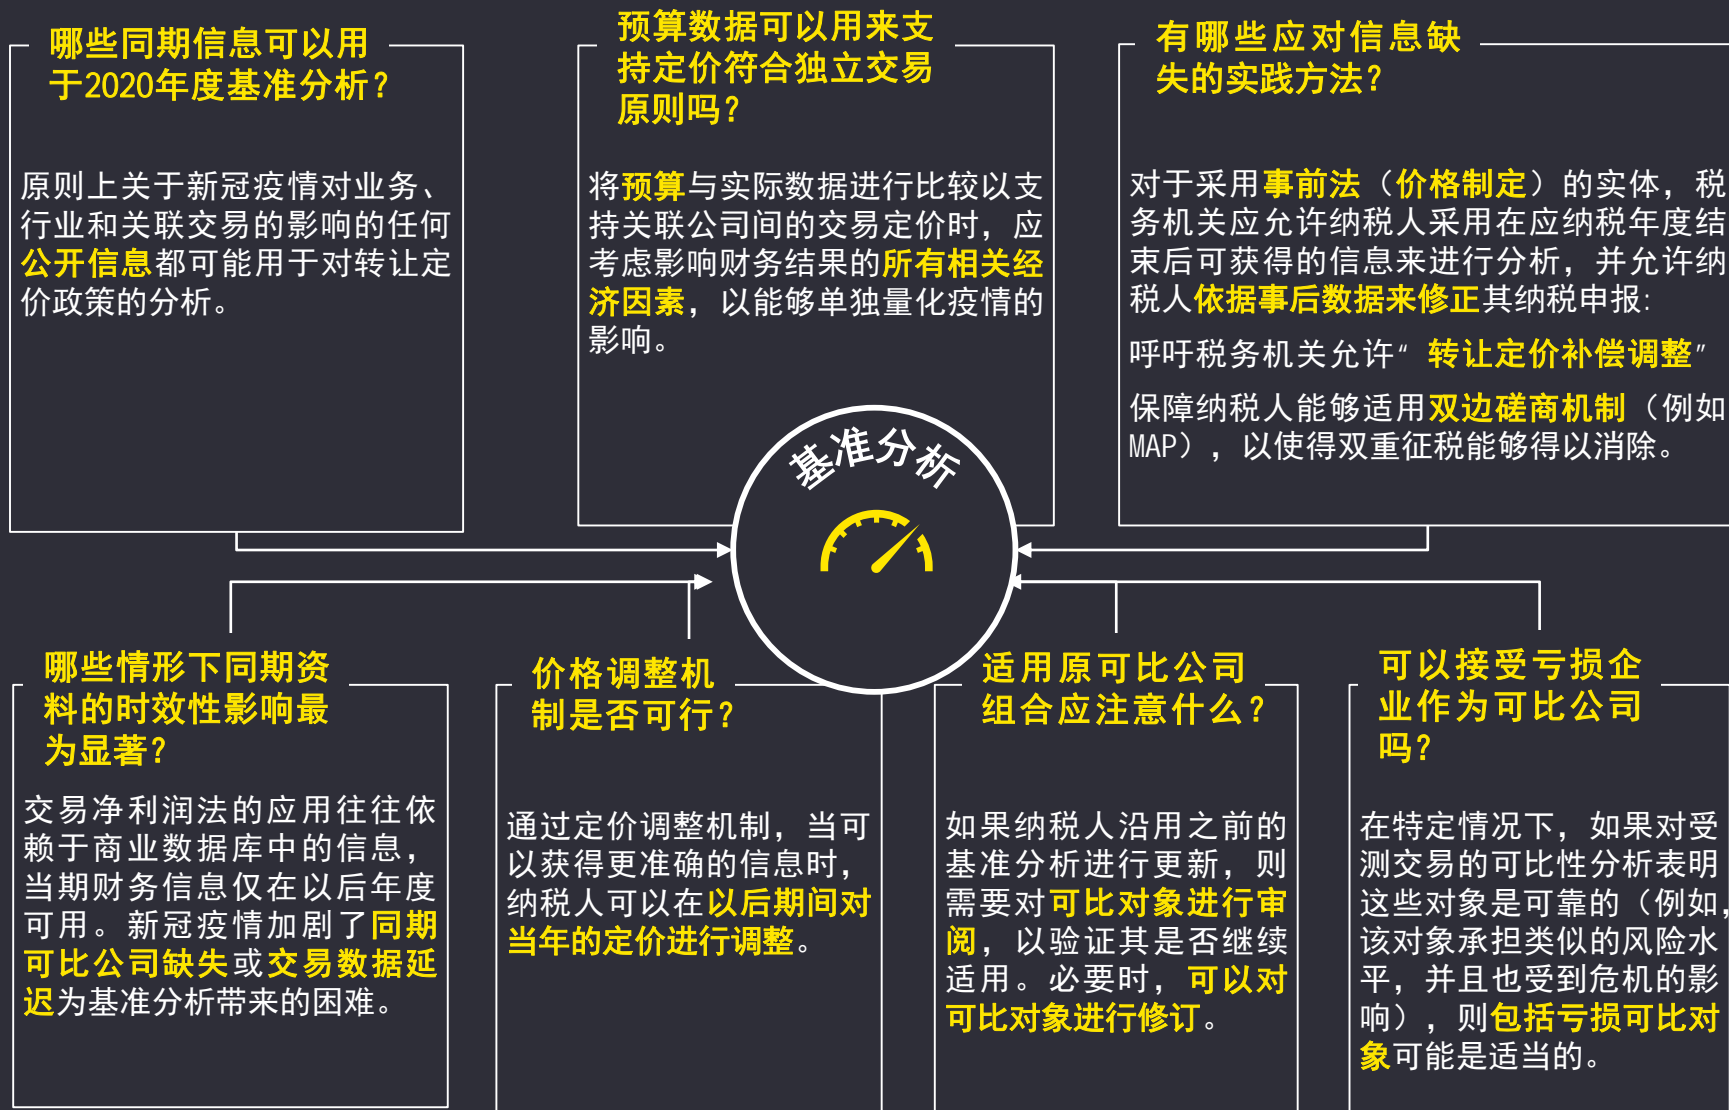 哪些同期信息可以用
于2020年度基准分析？
原则上关于新冠疫情对业务、
行业和关联交易的影响的任何
公开信息都可能用于对转让定
价政策的分析。
预算数据可以用来支
持定价符合独立交易
原则吗？
将预算与实际数据进行比较以支
持关联公司间的交易定价时，应
考虑影响财务结果的所有相关经
济因素，以能够单独量化疫情的
影响。
有哪些应对信息缺
失的实践方法？
对于采用事前法（价格制定）的实体，税
务机关应允许纳税人采用在应纳税年度结
束后可获得的信息来进行分析，并允许纳
税人依据事后数据来修正其纳税申报:
呼吁税务机关允许“ 转让定价补偿调整”
保障纳税人能够适用双边磋商机制（例如
MAP），以使得双重征税能够得以消除。
基准分析
哪些情形下同期资
料的时效性影响最
为显著？
交易净利润法的应用往往依
赖于商业数据库中的信息，
当期财务信息仅在以后年度
可用。新冠疫情加剧了同期
可比公司缺失或交易数据延
迟为基准分析带来的困难。
价格调整机
制是否可行？
通过定价调整机制，当可
以获得更准确的信息时，
纳税人可以在以后期间对
当年的定价进行调整。
适用原可比公司
组合应注意什么？
如果纳税人沿用之前的
基准分析进行更新，则
需要对可比对象进行审
阅，以验证其是否继续
适用。必要时，可以对
可比对象进行修订。
可以接受亏损企
业作为可比公司
吗？
在特定情况下，如果对受
测交易的可比性分析表明
这些对象是可靠的（例如，
该对象承担类似的风险水
平，并且也受到危机的影
响），则包括亏损可比对
象可能是适当的。